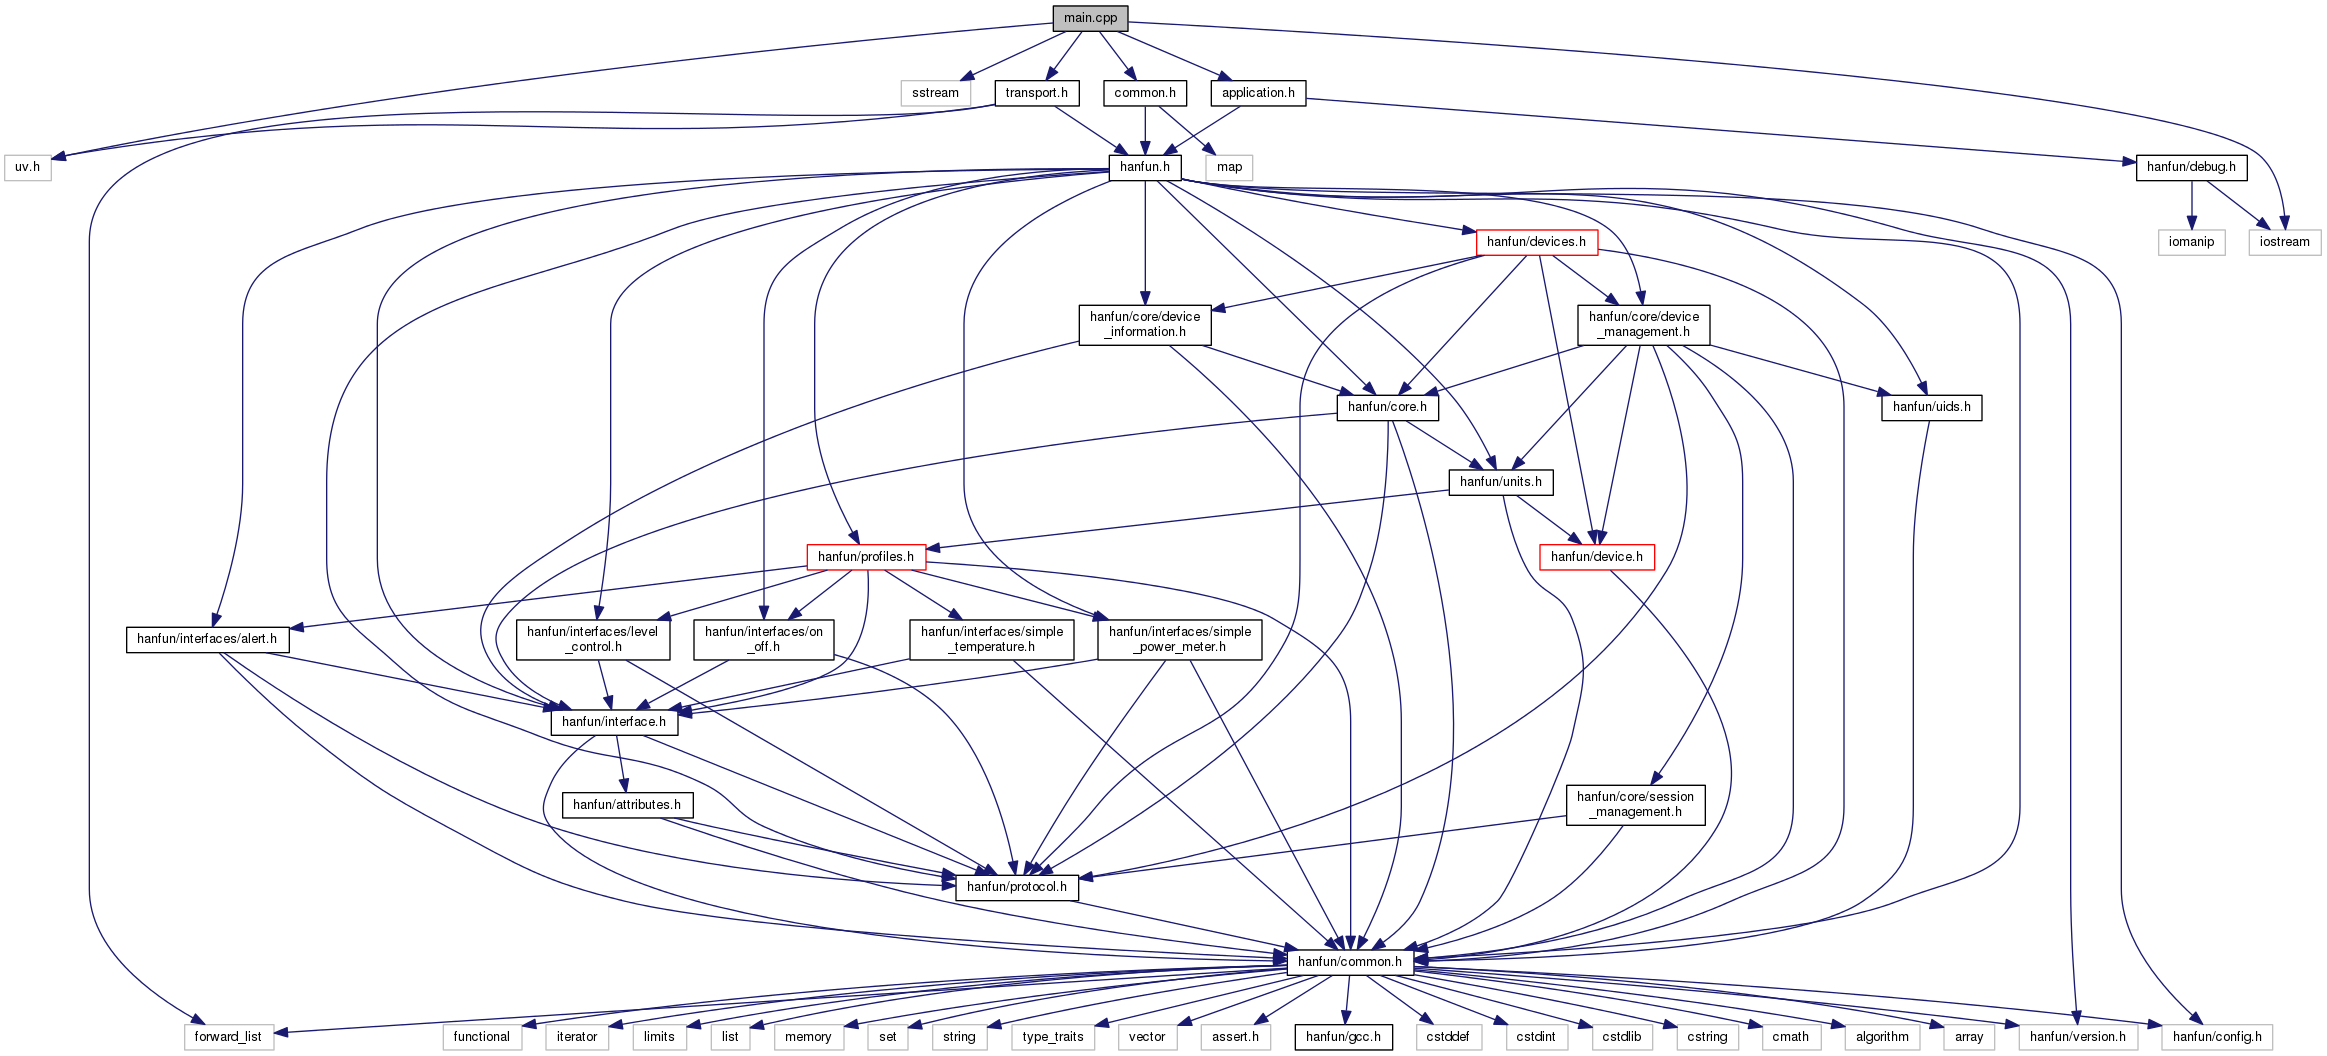 main.cpp
sstream
transport.h
common.h
application.h
uv.h
hanfun.h
map
hanfun/debug.h
hanfun/devices.h
iomanip
iostream
hanfun/core/device
_information.h
hanfun/core/device
_management.h
hanfun/core.h
hanfun/uids.h
hanfun/units.h
hanfun/profiles.h
hanfun/device.h
hanfun/interfaces/alert.h
hanfun/interfaces/level
_control.h
hanfun/interfaces/on
_off.h
hanfun/interfaces/simple
_temperature.h
hanfun/interfaces/simple
_power_meter.h
hanfun/interface.h
hanfun/attributes.h
hanfun/core/session
_management.h
hanfun/protocol.h
hanfun/common.h
forward_list
functional
iterator
limits
list
memory
set
string
type_traits
vector
assert.h
hanfun/gcc.h
cstddef
cstdint
cstdlib
cstring
cmath
algorithm
array
hanfun/version.h
hanfun/config.h